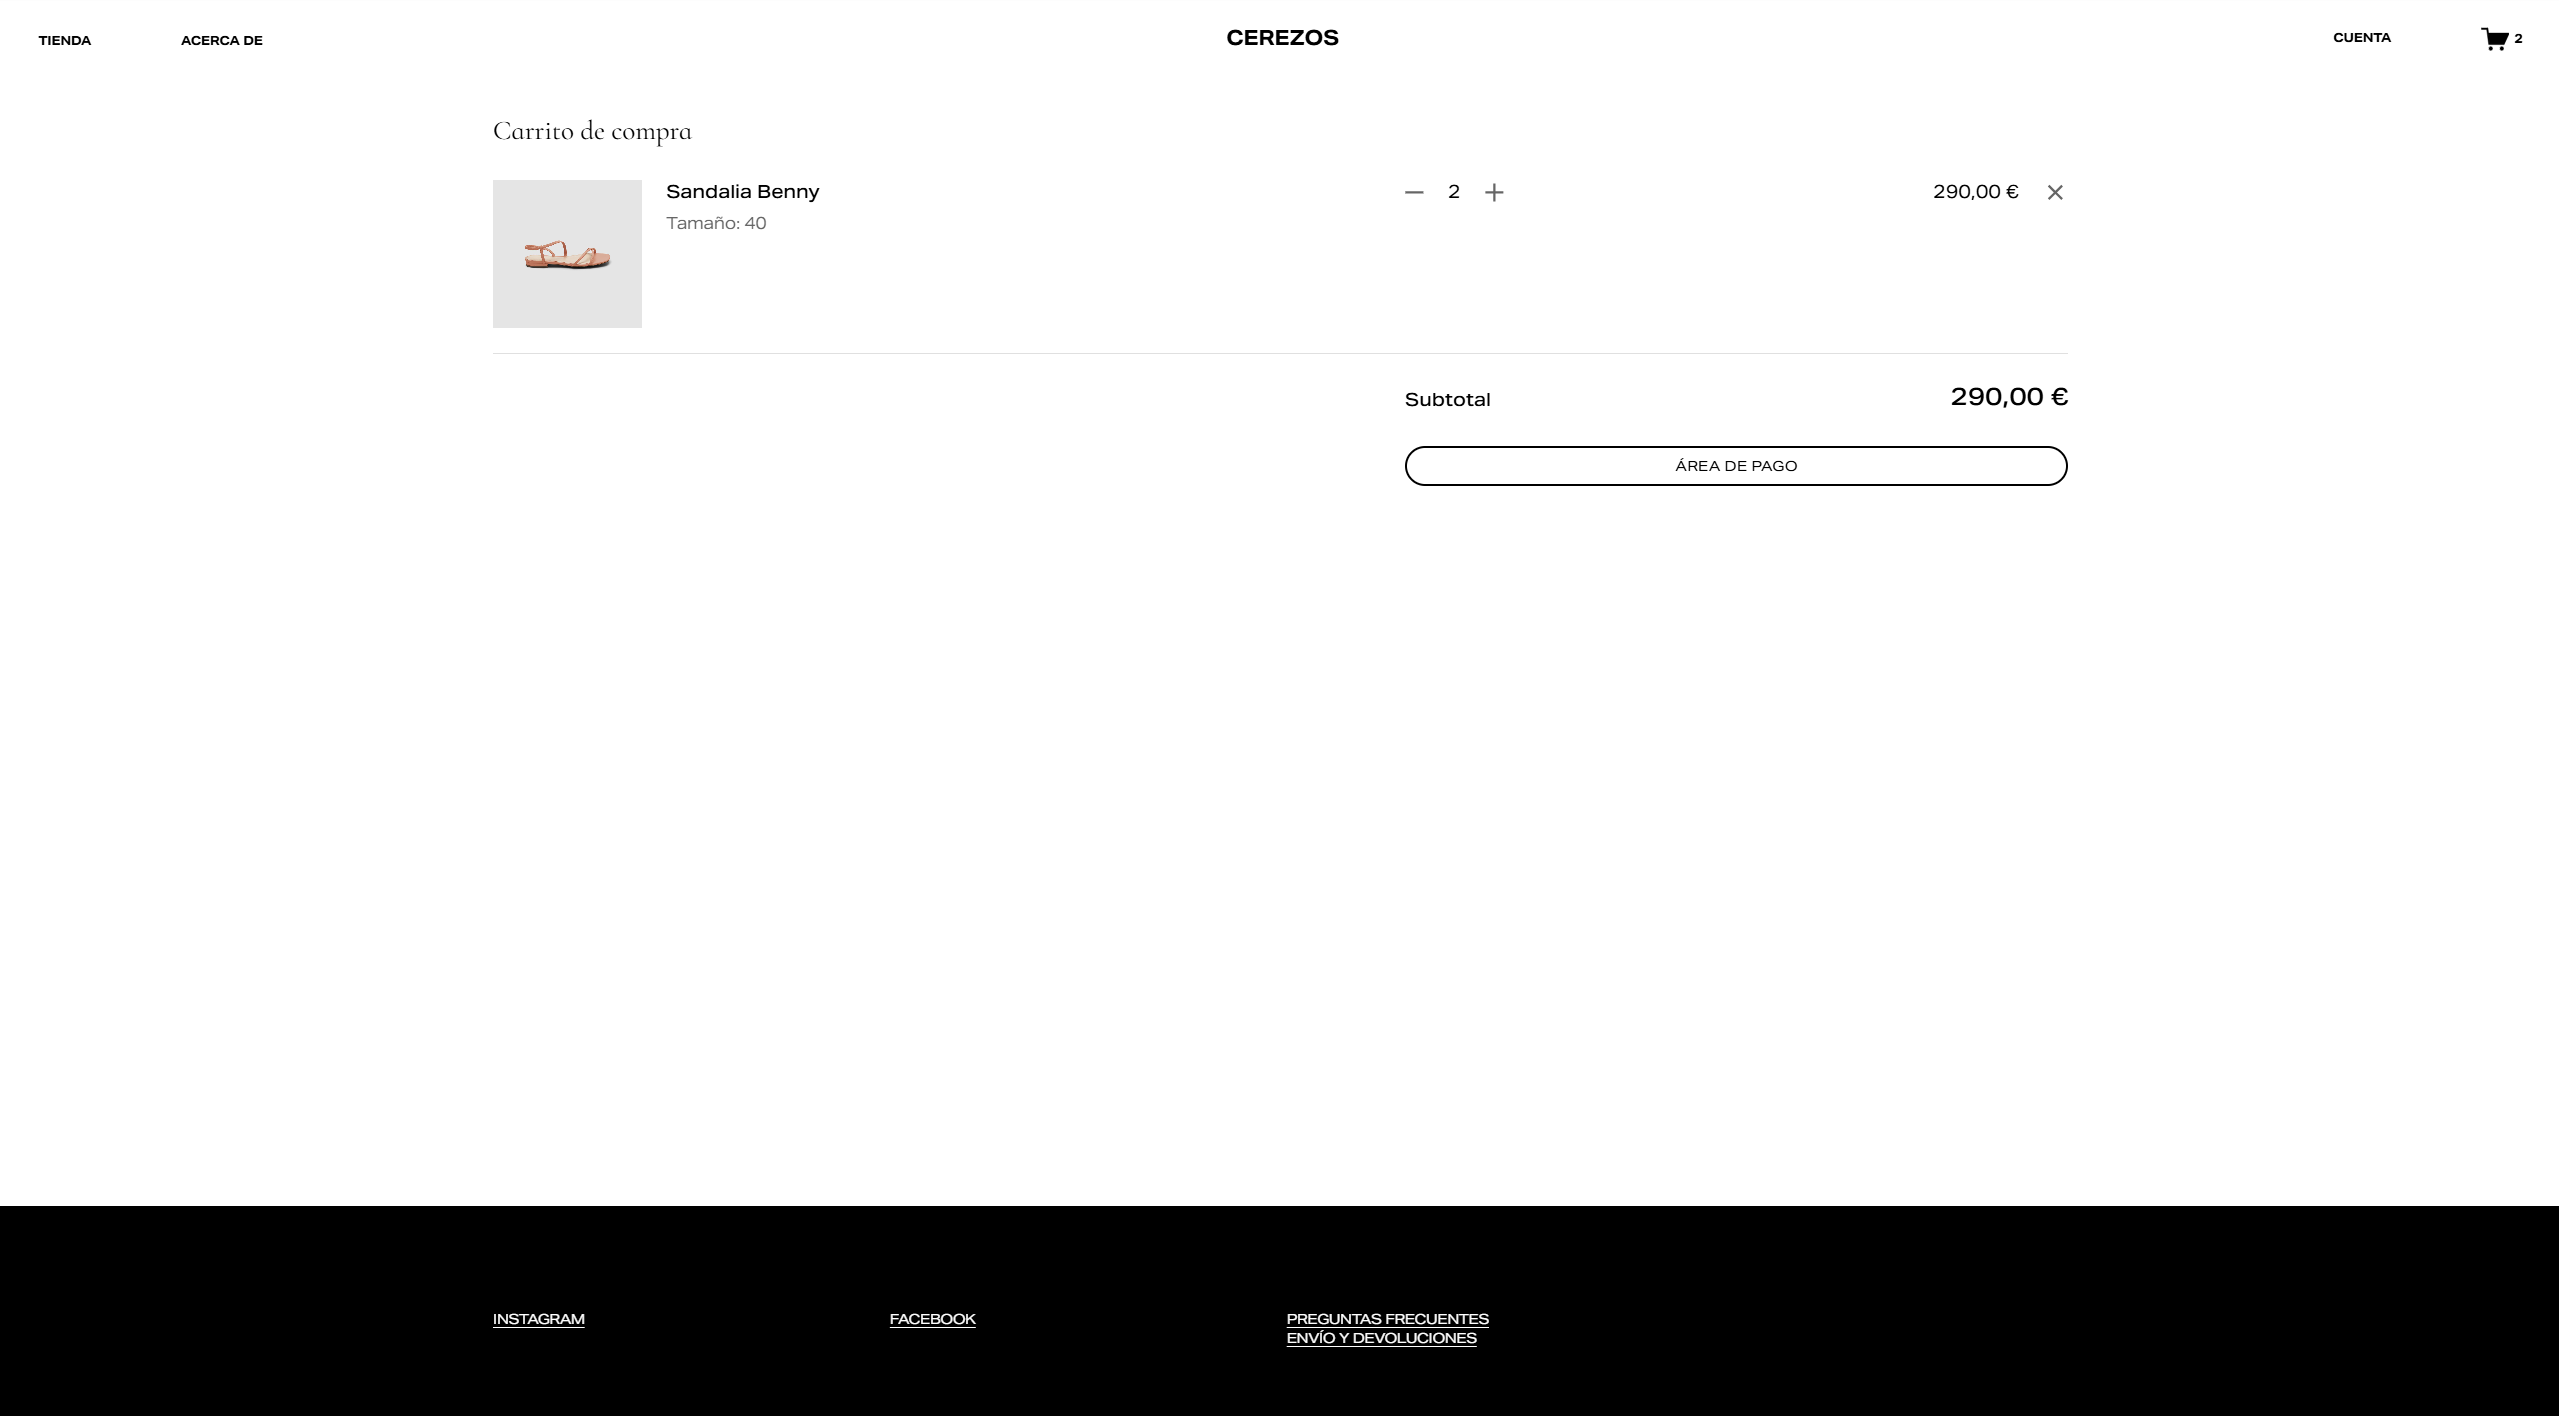 TIENDA
ACERCA DE
CEREZOS
CUENTA
2
Carrito de compra
Sandalia Benny
2
290,00 €
Tamaño: 40
Subtotal
290,00 €
ÁREA DE PAGO
INSTAGRAM
FACEBOOK
PREGUNTAS FRECUENTES
ENVÍO Y DEVOLUCIONES